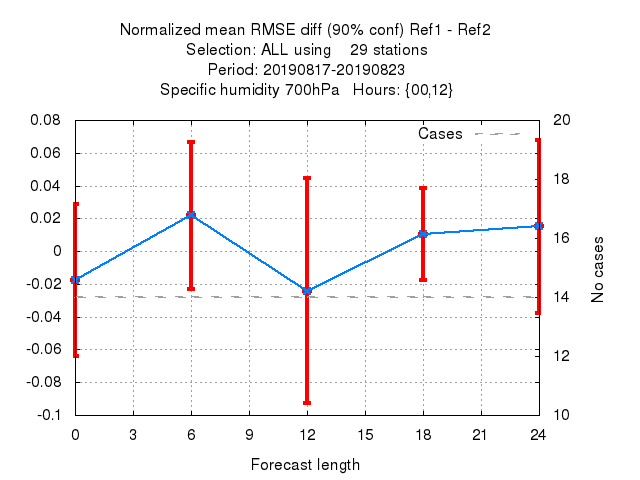 Normalized mean RMSE diff (90% conf) Ref1 - Ref2
Selection: ALL using    29 stations
Period: 20190817-20190823
Specific humidity 700hPa   Hours: {00,12}
Cases
0.08
0.06
0.04
0.02
0
-0.02
-0.04
-0.06
-0.08
-0.1
20
18
16
14
12
10
No cases
0 3 6 9 12 15 18 21 24
Forecast length